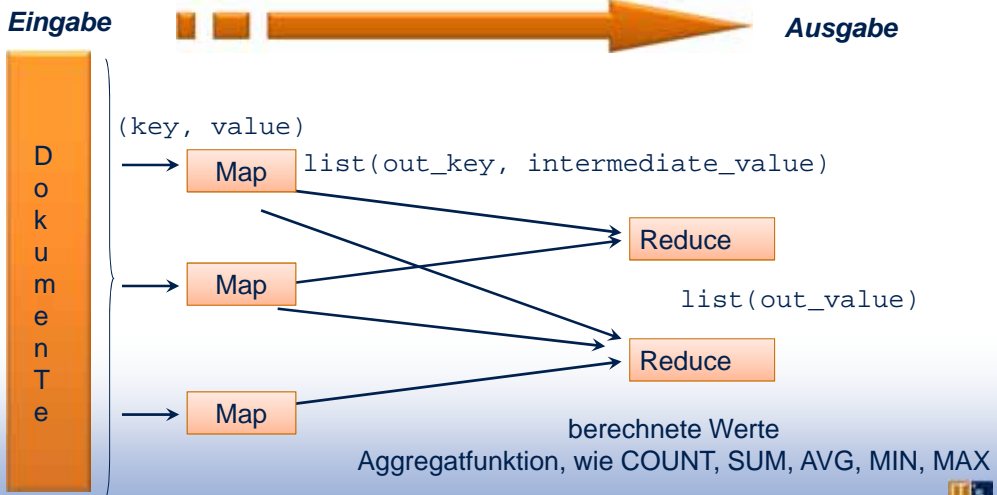 Eingabe
Ausgabe
DokumenTe
(key, value)
Map
list(out_key, intermediate_value)
Reduce
Map
list(out_value)
Reduce
Map
berechnete Werte
Aggregatfunktion, wie COUNT, SUM, AVG, MIN, MAX